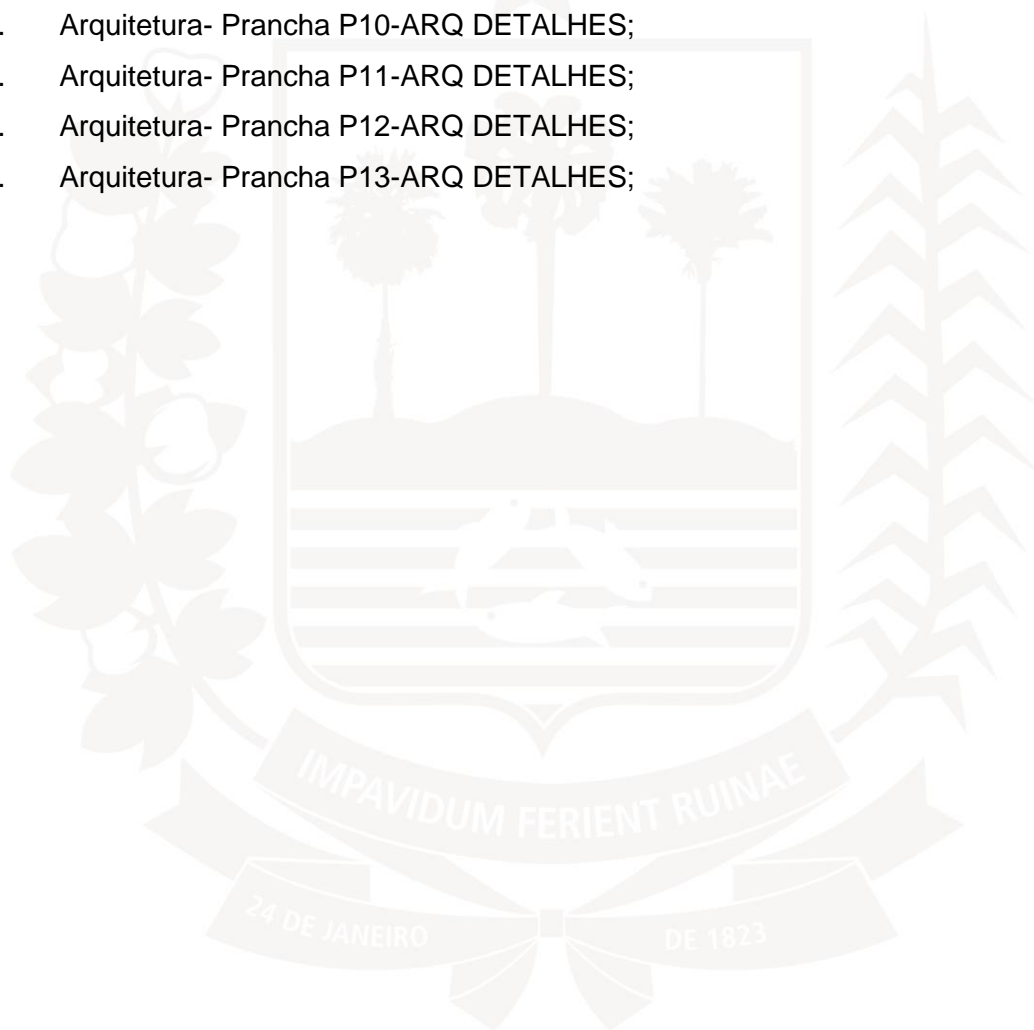 . Arquitetura- Prancha P10-ARQ DETALHES;
. Arquitetura- Prancha P11-ARQ DETALHES;
. Arquitetura- Prancha P12-ARQ DETALHES;
. Arquitetura- Prancha P13-ARQ DETALHES;
IMPAVIDUM FERIENT RUINAE
24 DE JANEIRO DE 1823